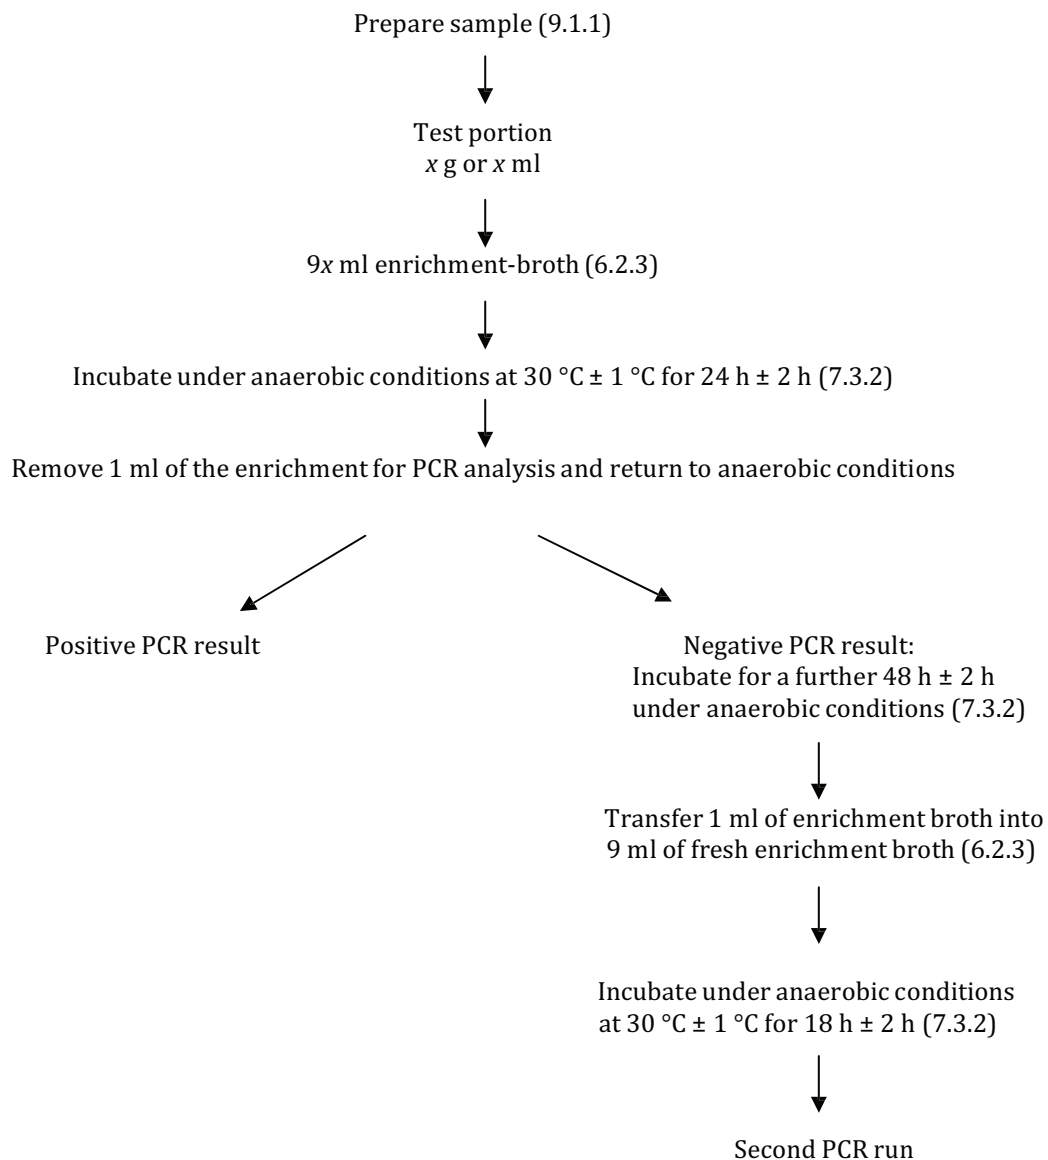 Prepare sample (9.1.1)
Test portion
x g or x ml
9x ml enrichment-broth (6.2.3)
Incubate under anaerobic conditions at 30 °C ± 1 °C for 24 h ± 2 h (7.3.2)
Remove 1 ml of the enrichment for PCR analysis and return to anaerobic conditions
Positive PCR result
Negative PCR result:
Incubate for a further 48 h ± 2 h
under anaerobic conditions (7.3.2)
Transfer 1 ml of enrichment broth into
9 ml of fresh enrichment broth (6.2.3)
Incubate under anaerobic conditions
at 30 °C ± 1 °C for 18 h ± 2 h (7.3.2)
Second PCR run